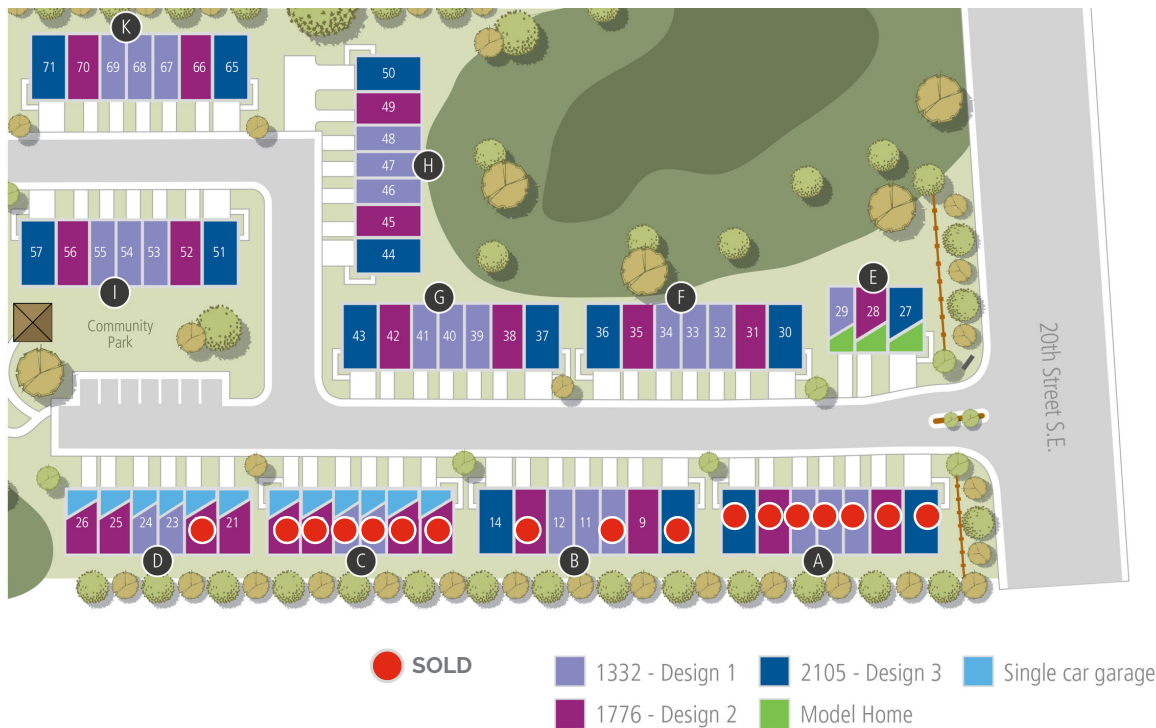 K
71 70 69 68 67 66 65
50
49
48
47
46
45
44
H
57 56 55 54 53 52 51
I
Community
Park
G
43 42 41 40 39 38 37
F
36 35 34 33 32 31 30
E
29 28 27
20th Street S.E.
26 25 24 23 21
D
C
14 12 11 9
B
A
SOLD
1332 - Design 1
2105 - Design 3
Single car garage
1776 - Design 2
Model Home